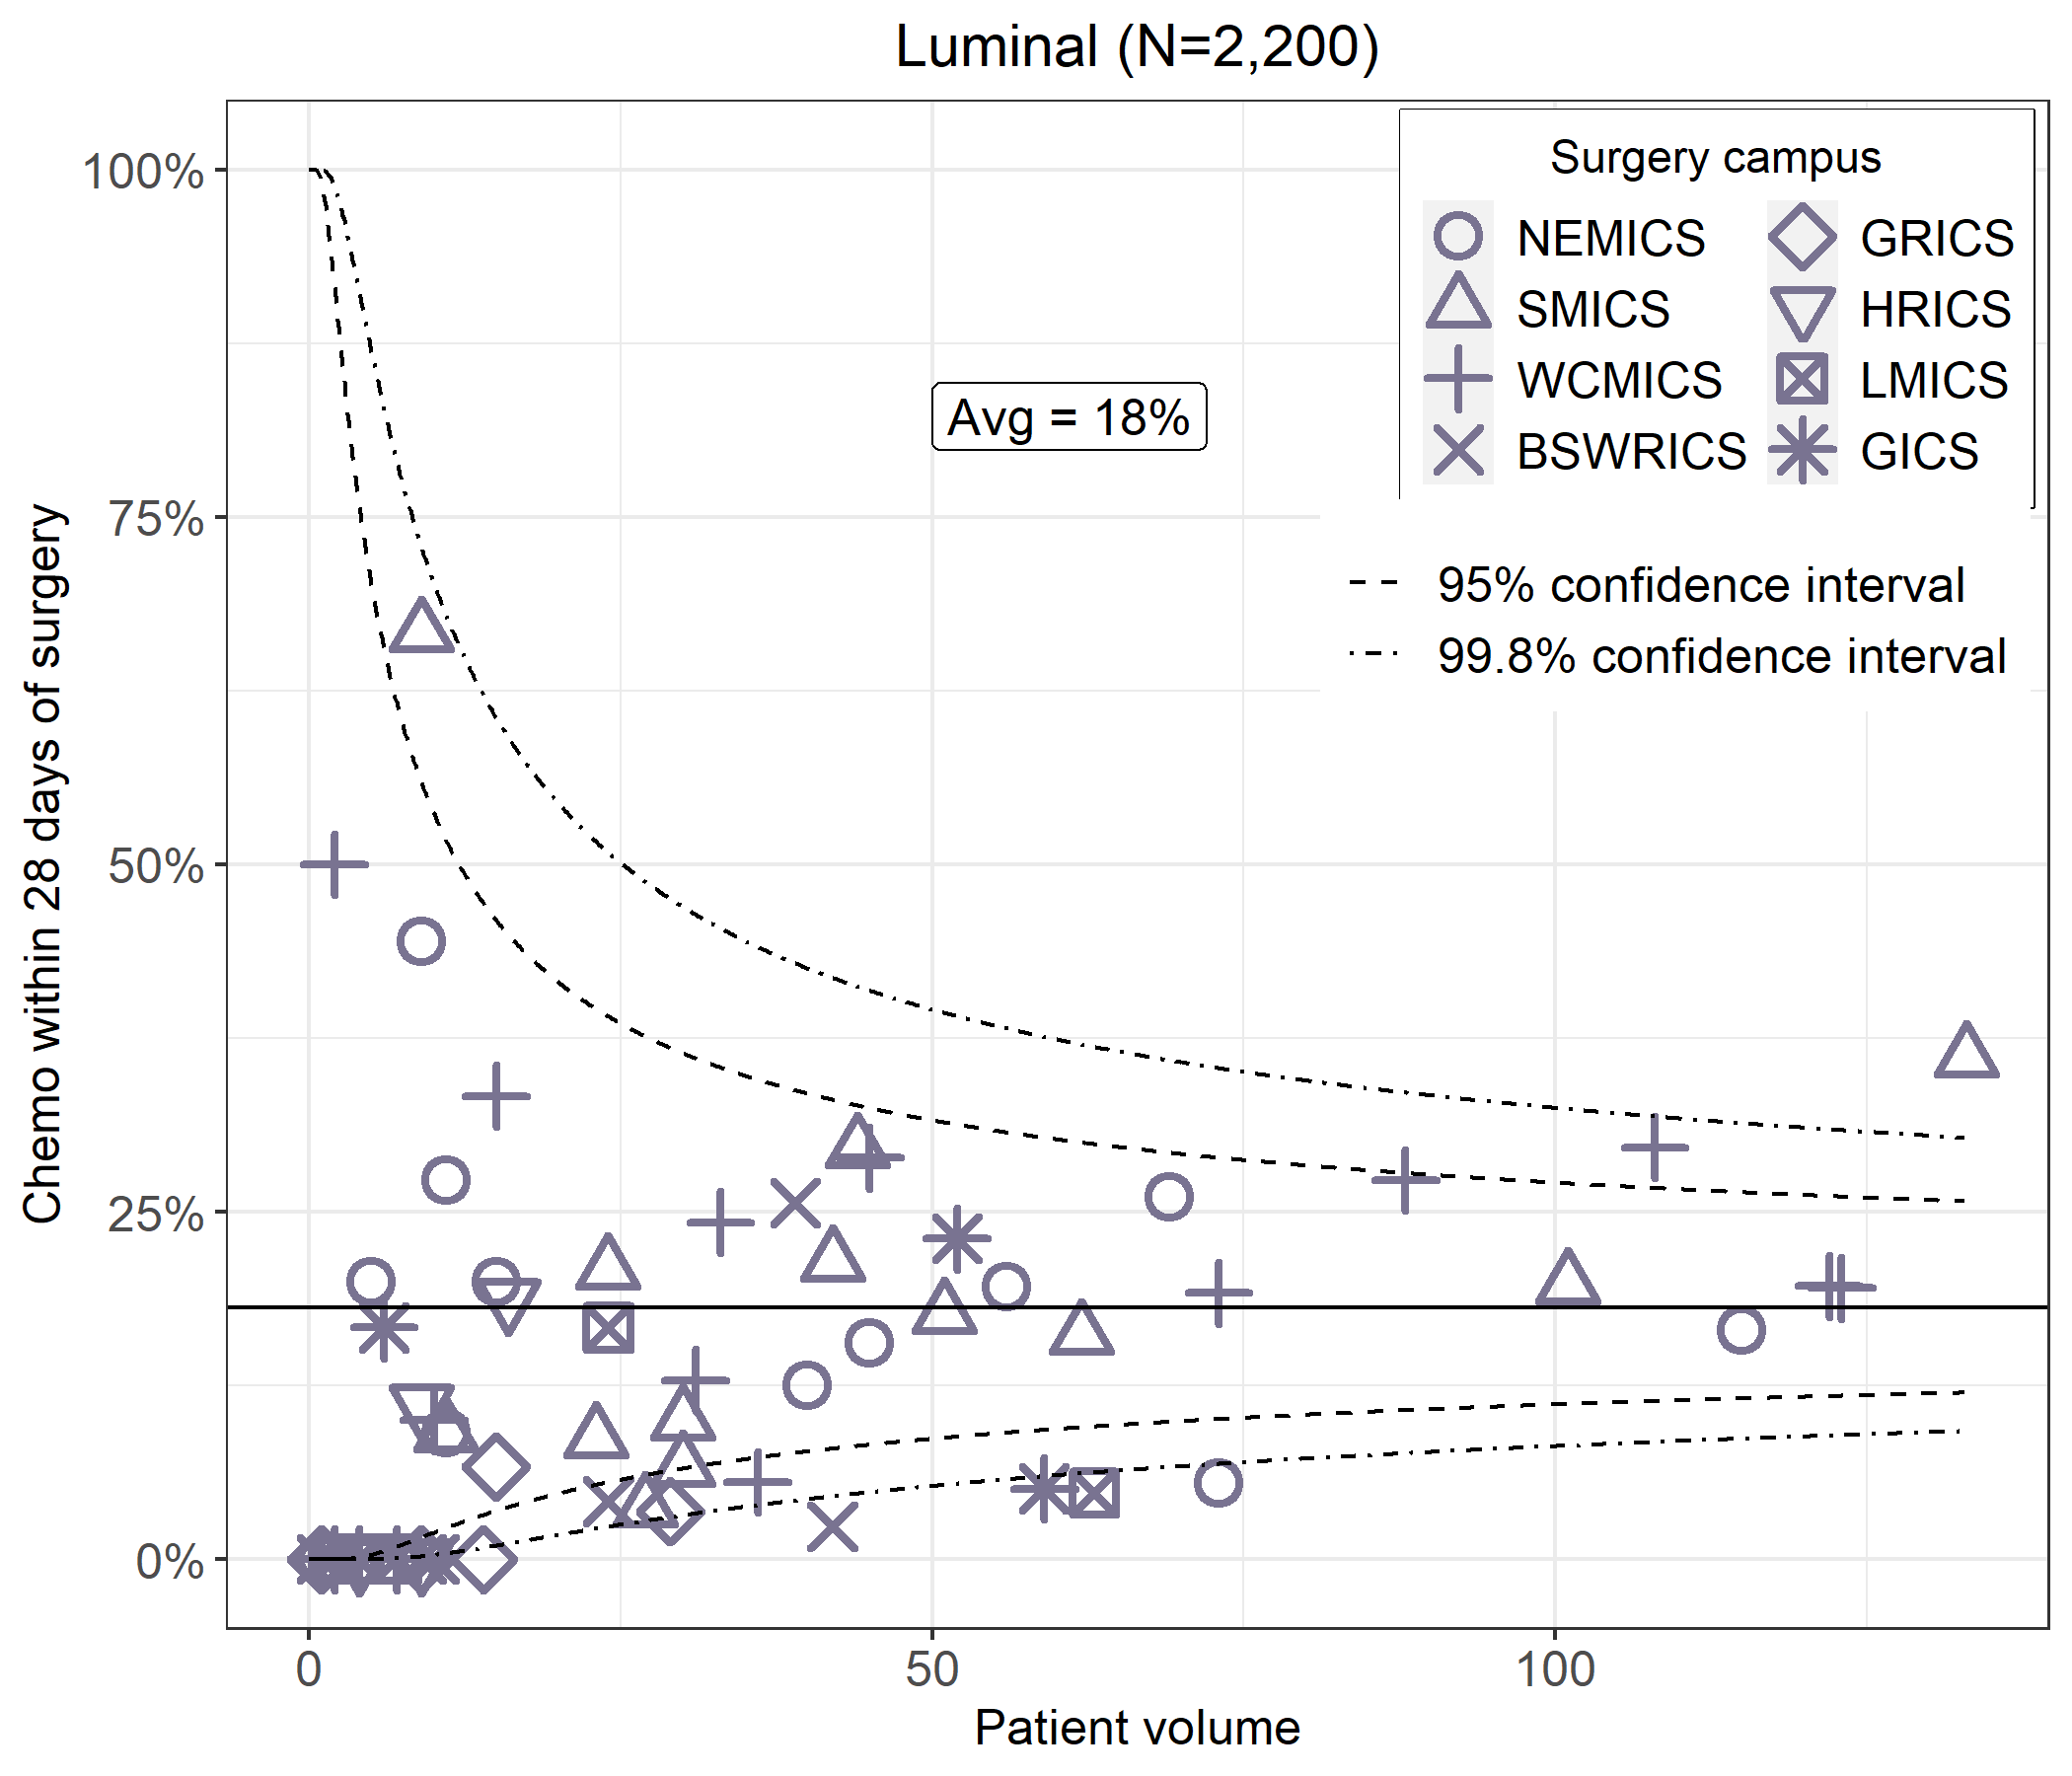 Luminal (N=2,200)
Surgery campus
NEMICS
GRICS
SMICS
HRICS
WCMICS
LMICS
BSWRICS
GICS
95% confidence interval
99.8% confidence interval
Avg = 18%
Chemo within 28 days of surgery
100%
75%
50%
25%
0%
0
50
100
Patient volume